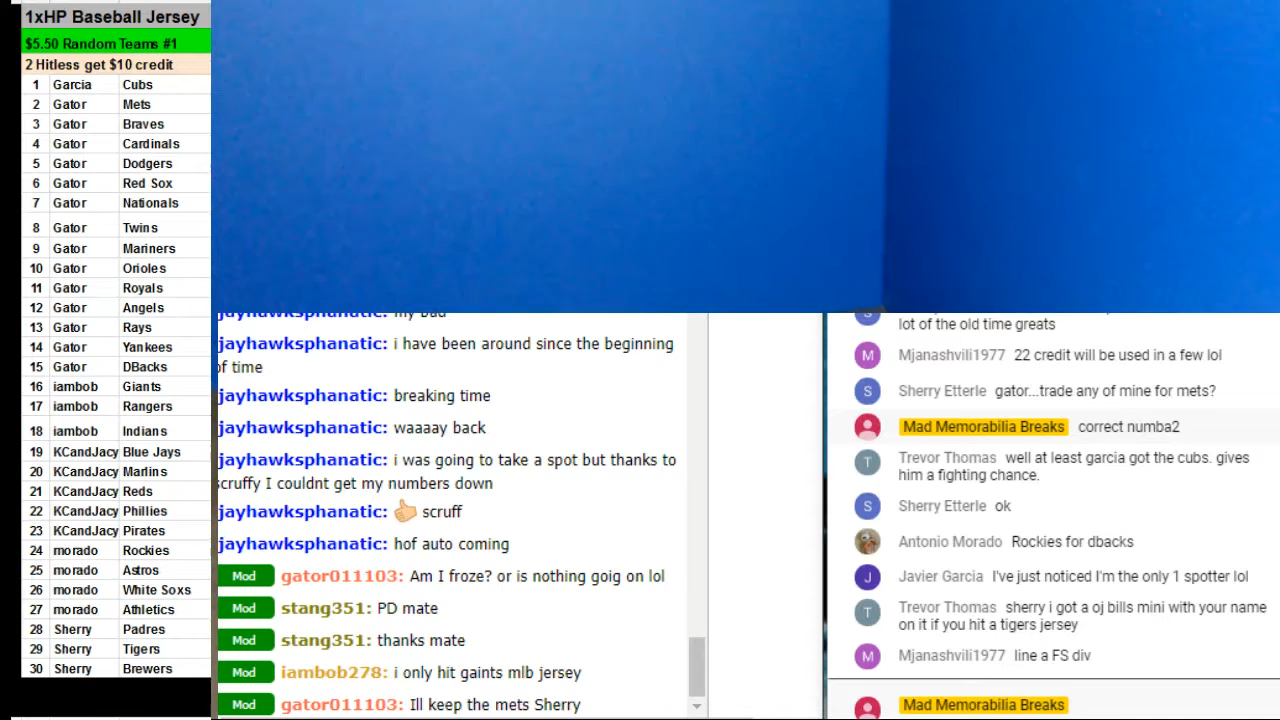 1xHP Baseball Jersey
$5.50 Random Teams #1
2 Hitless get $10 credit
1 Garcia Cubs
2 Gator Mets
3 Gator Braves
4 Gator Cardinals
5 Gator Dodgers
6 Gator Red Sox
7 Gator Nationals
8 Gator Twins
9 Gator Mariners
10 Gator Orioles
11 Gator Royals
12 Gator Angels
13 Gator Rays
14 Gator Yankees
15 Gator DBacks
16 iambob Giants
17 iambob Rangers
18 iambob Indians
19 KCandJacy Blue Jays
20 KCandJacy Marlins
21 KCandJacy Reds
22 KCandJacy Phillies
23 KCandJacy Pirates
24 morado Rockies
25 morado Astros
26 morado White Soxs
27 morado Athletics
28 Sherry Padres
29 Sherry Tigers
30 Sherry Brewers
jayhawksphanatic: my bad
jayhawksphanatic: i have been around since the beginning
of time
jayhawksphanatic: breaking time
jayhawksphanatic: waaaay back
jayhawksphanatic: i was going to take a spot but thanks to
scruffy I couldnt get my numbers down
jayhawksphanatic: scruff
jayhawksphanatic: hof auto coming
Mod gator011103: Am I froze? or is nothing goig on lol
Mod stang351: PD mate
Mod stang351: thanks mate
Mod iambob278: i only hit gaints mlb jersey
Mod gator011103: Ill keep the mets Sherry
lot of the old time greats
M Mjanashvili1977 22 credit will be used in a few lol
S Sherry Etterle gator...trade any of mine for mets?
Mad Memorabilia Breaks correct numba2
T Trevor Thomas well at least garcia got the cubs. gives
him a fighting chance.
S Sherry Etterle ok
Antonio Morado Rockies for dbacks
J Javier Garcia I've just noticed I'm the only 1 spotter lol
T Trevor Thomas sherry i got a oj bills mini with your name
on it if you hit a tigers jersey
M Mjanashvili1977 line a FS div
Mad Memorabilia Breaks